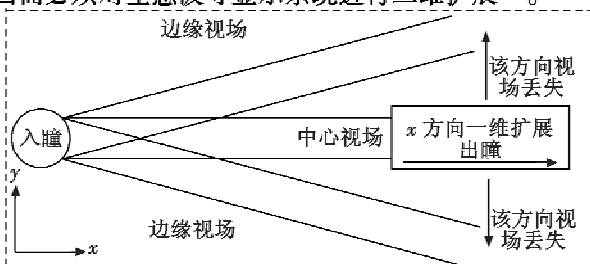 边缘视场
该方向视
场丢失
入瞳
中心视场
x 方向一维扩展
出瞳
y
x
边缘视场
该方向视
场丢失